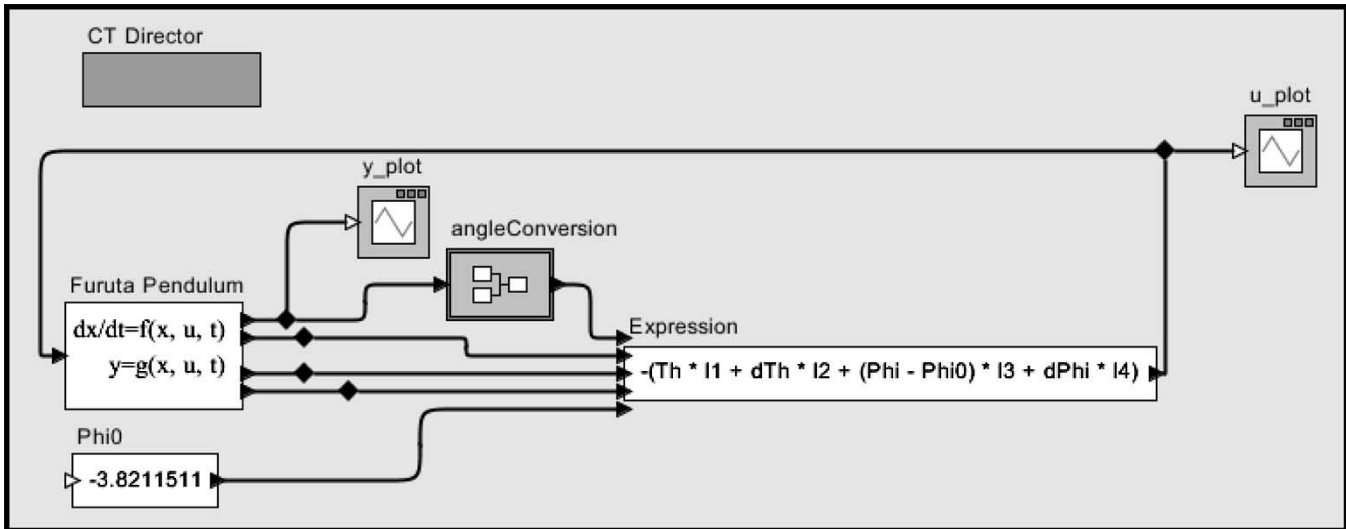 CT Director
u_plot
y_plot
angleConversion
Furuta Pendulum
dx/dt=f(x, u, t)
y=g(x, u, t)
Expression
-(Th * l1 + dTh * l2 + (Phi - Phi0) * l3 + dPhi * l4)
Phi0
-3.8211511